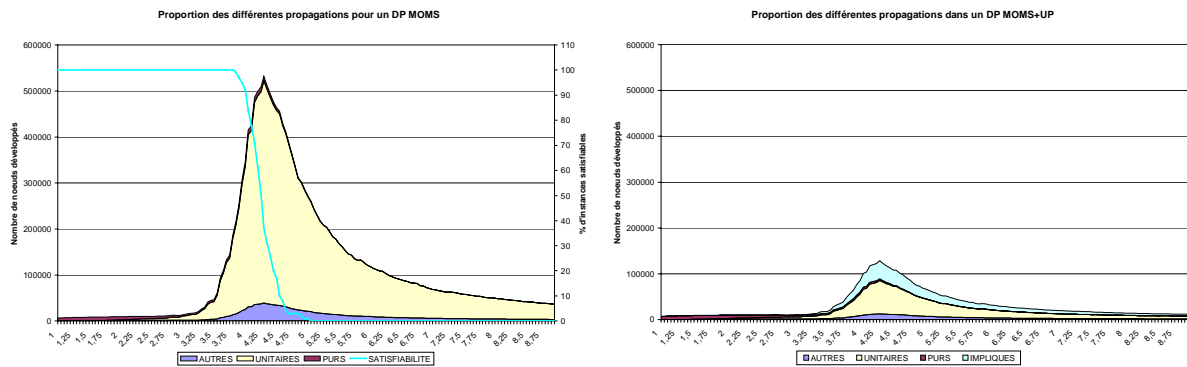 Proportion des différentes propagations pour un DP MOMS
Nombre de noeuds développés
600000
500000
400000
300000
200000
100000
0
110
100
90
80
70
60
50
40
30
20
10
0
% d'instances satisfiables
1 1,25 1,5 1,75 2 2,25 2,5 2,75 3 3,25 3,5 3,75 4 4,25 4,5 4,75 5 5,25 5,5 5,75 6 6,25 6,5 6,75 7 7,25 7,5 7,75 8 8,25 8,5 8,75
AUTRES UNITAIRES PURS SATISFIABILITE
Proportion des différentes propagations dans un DP MOMS+UP
Nombre de noeuds développés
600000
500000
400000
300000
200000
100000
0
1 1,25 1,5 1,75 2 2,25 2,5 2,75 3 3,25 3,5 3,75 4 4,25 4,5 4,75 5 5,25 5,5 5,75 6 6,25 6,5 6,75 7 7,25 7,5 7,75 8 8,25 8,5 8,75
AUTRES UNITAIRES PURS IMPLIQUES